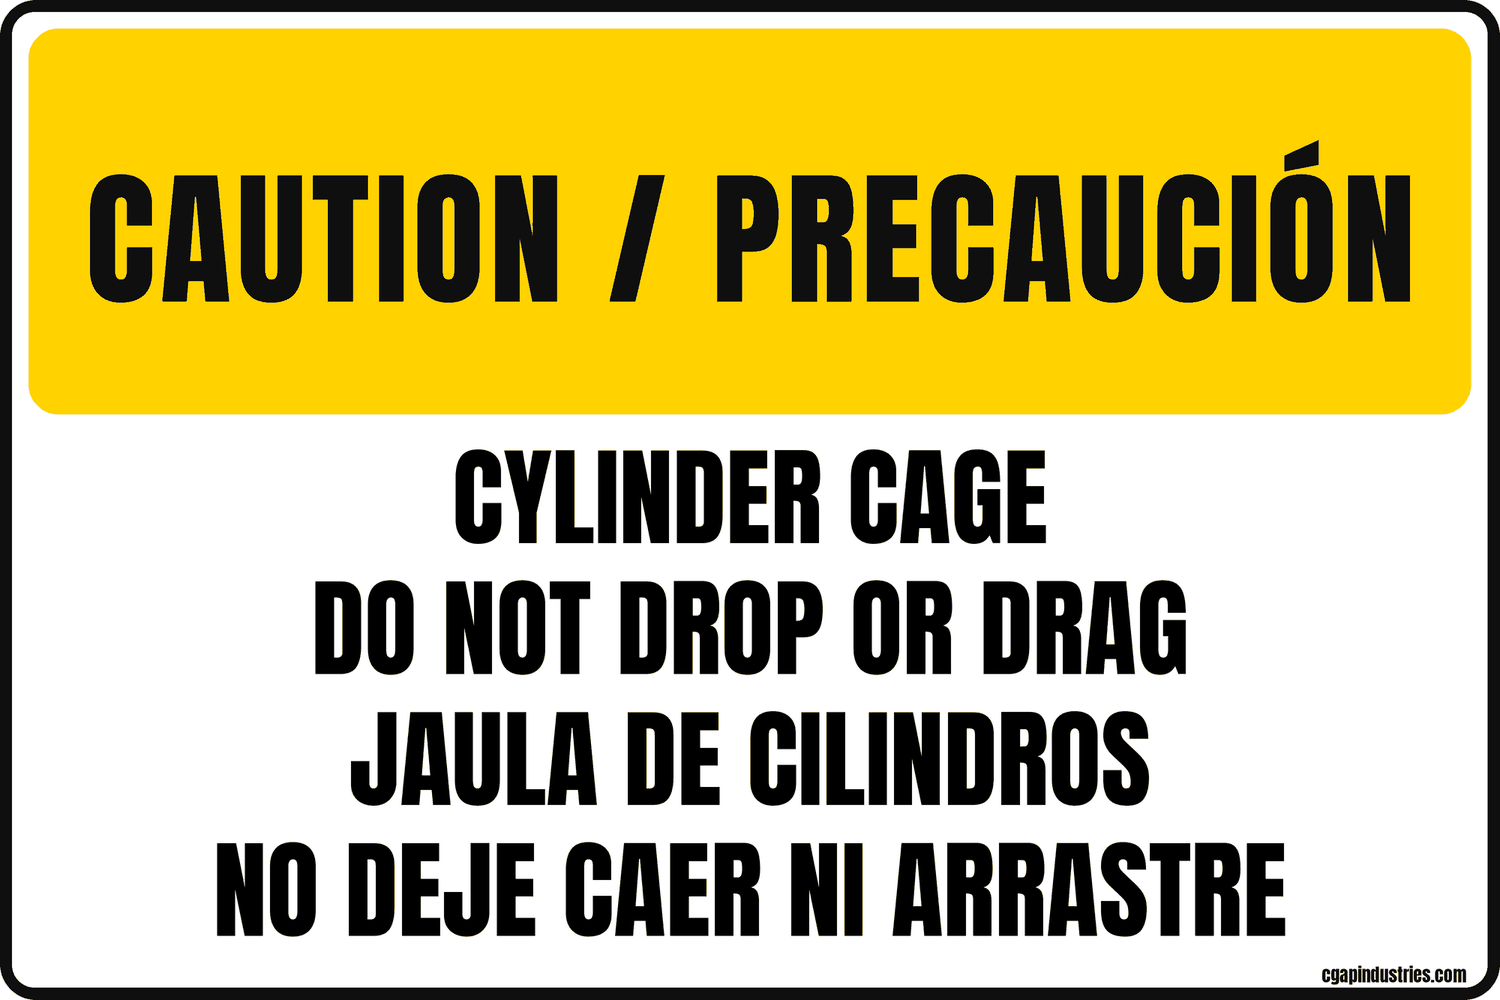 CAUTION / PRECAUCIÓN
CYLINDER CAGE
DO NOT DROP OR DRAG
JAULA DE CILINDROS
NO DEJE CAER NI ARRASTRE
cgapindustries.com